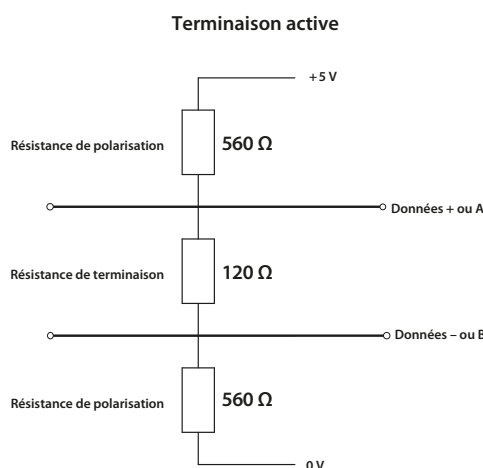 Terminaison active
+5 V
Résistance de polarisation 560 Ω
Données + ou A
Résistance de terminaison 120 Ω
Données – ou B
Résistance de polarisation 560 Ω
0 V